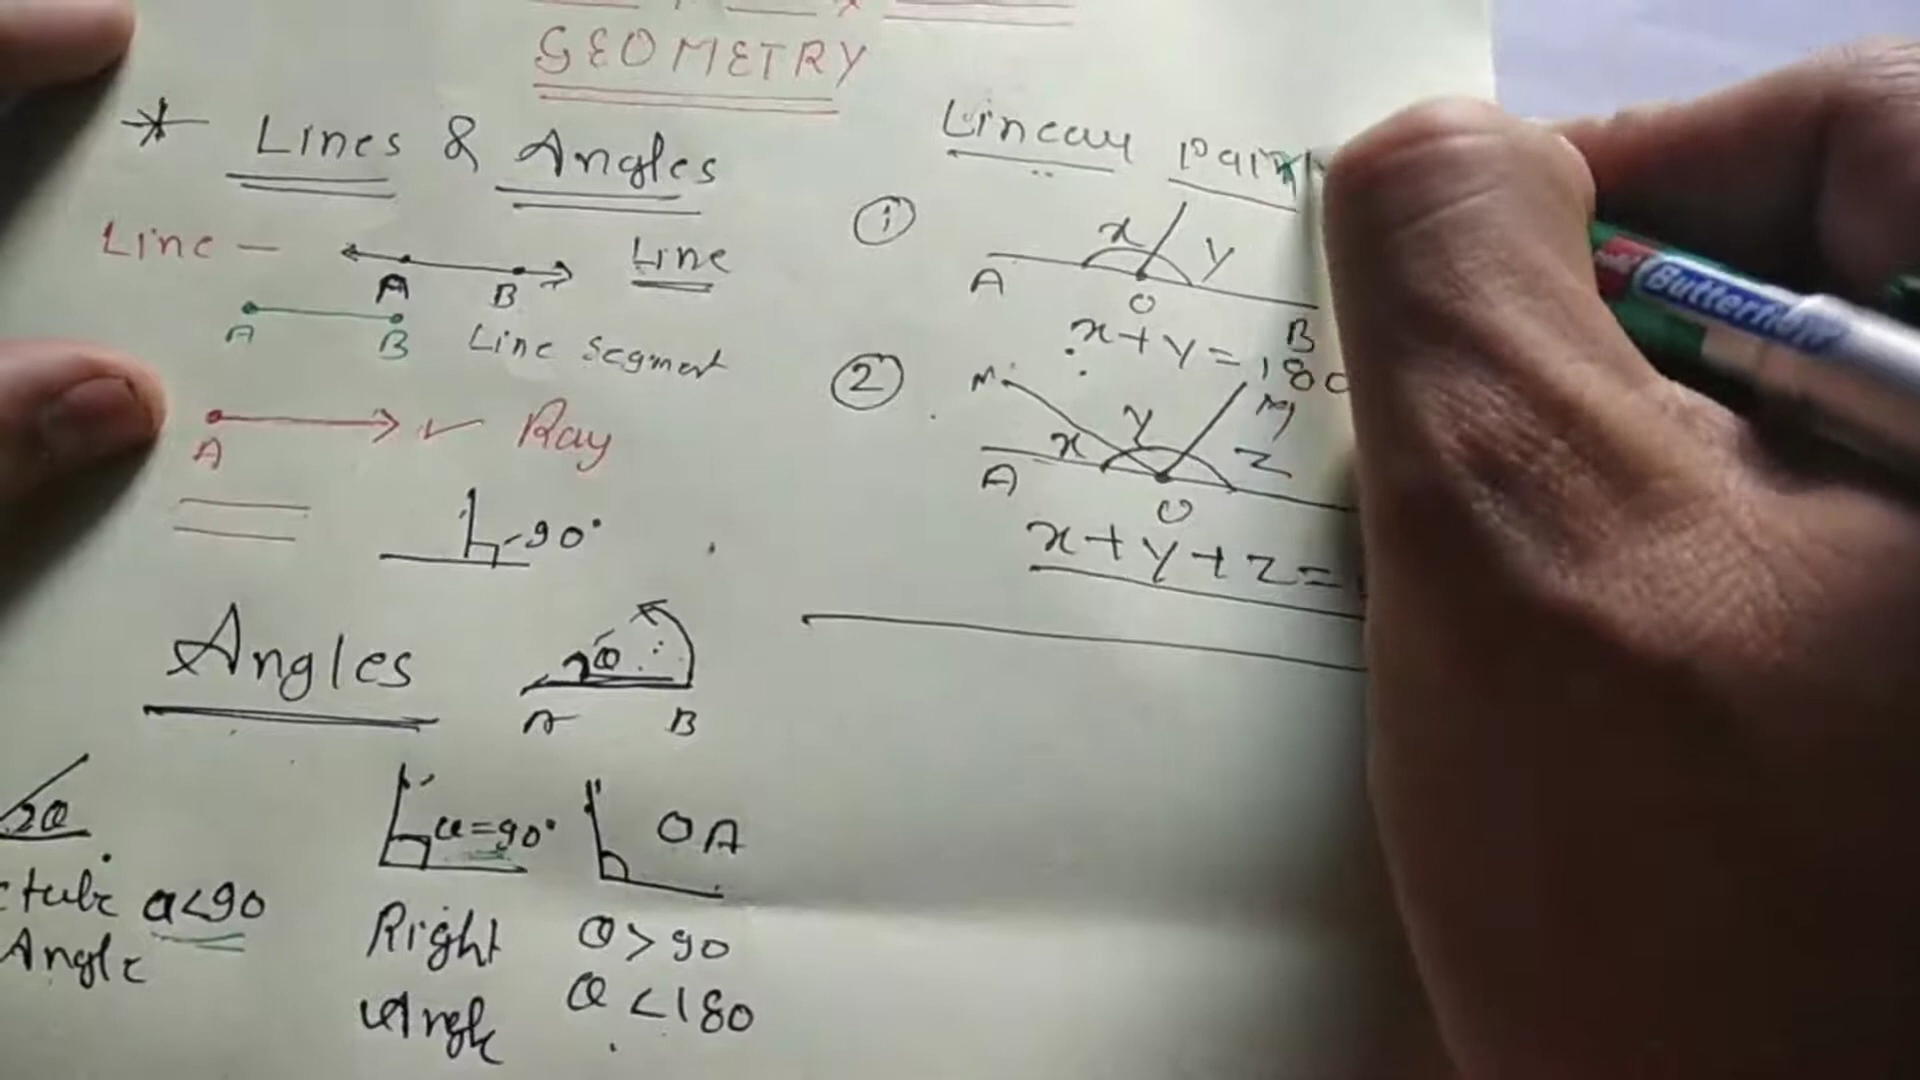 GEOMETRY
* Lines & Angles
Line — A B Line
A B Line segment
A Ray
90°
Angles
A B
θ
Angle
a<90
θ=90°
Right
Angle
OA
θ>90
θ<180
Linear pair
① x y
A O B
x+y=180
② M x y z
A O
x+y+z=
Butterflow